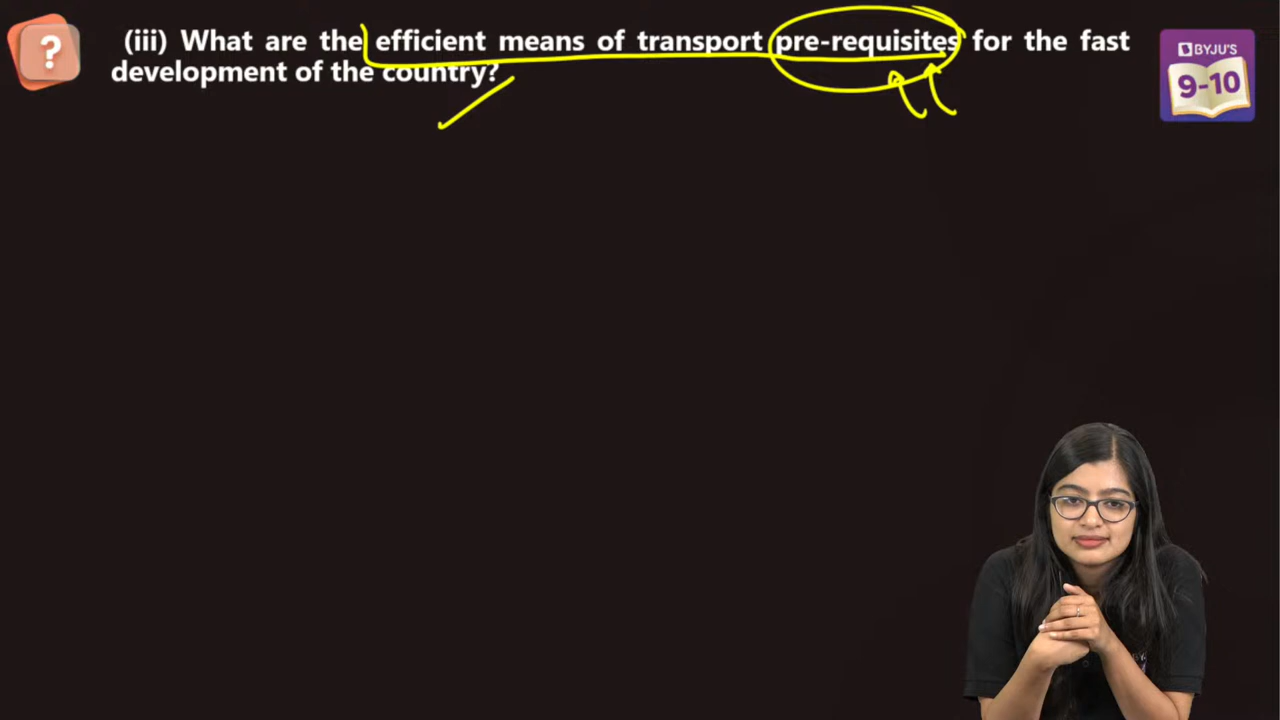 (iii) What are the efficient means of transport pre-requisites for the fast
development of the country?
BYJU'S
9-10